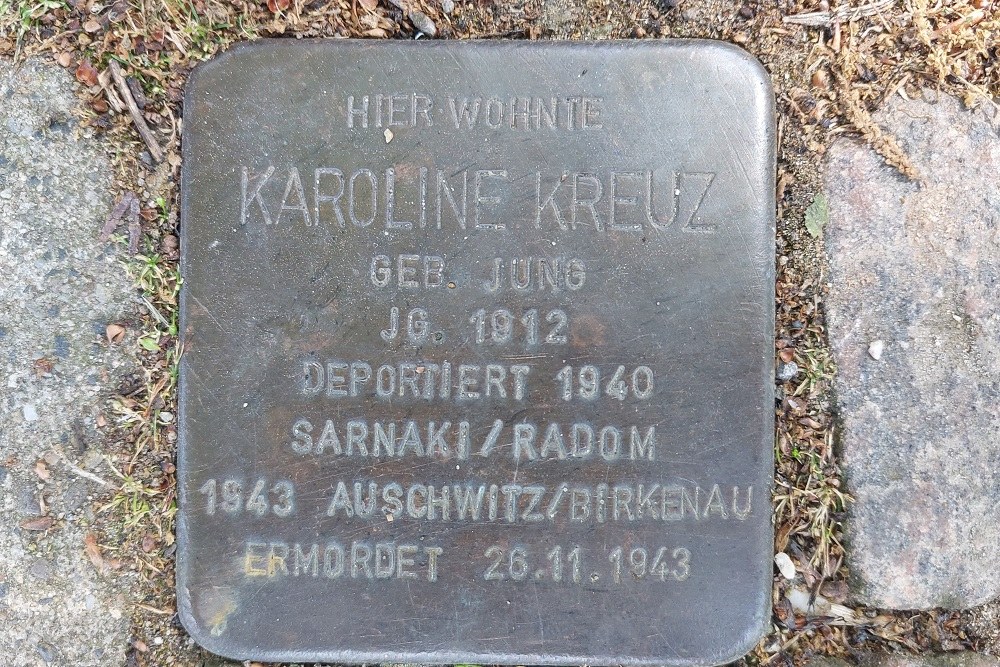 HIER WOHNTE
KAROLINE KREUZ
GEB. JUNG
JG. 1912
DEPORTIERT 1940
SARNAKI/RADOM
1943 AUSCHWITZ/BIRKENAU
ERMORDET 26.11.1943